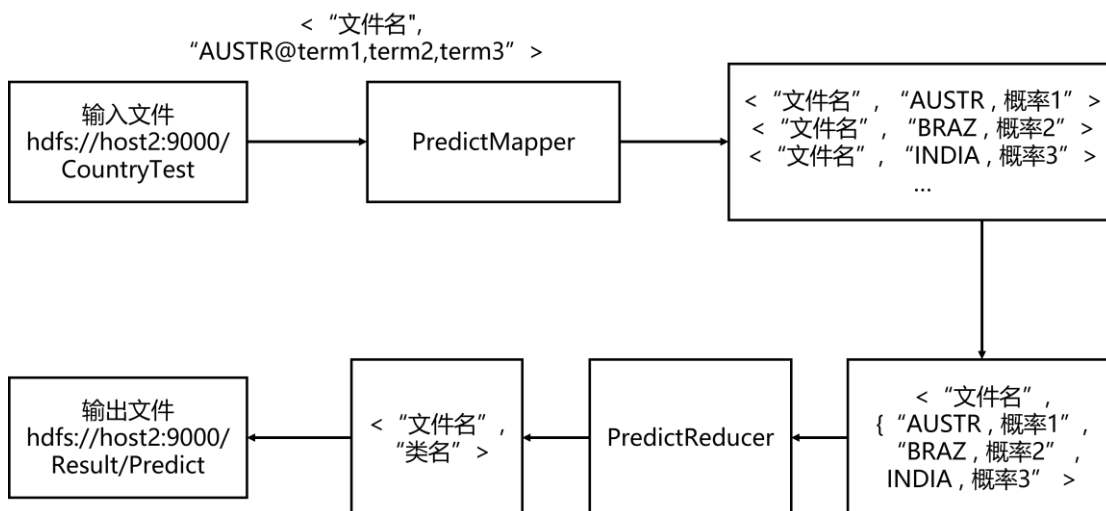 < “文件名",
“AUSTR@term1,term2,term3” >
输入文件
hdfs://host2:9000/
CountryTest
PredictMapper
< “文件名” , “AUSTR , 概率1” >
< “文件名” , “BRAZ , 概率2” >
< “文件名” , “INDIA , 概率3” >
...
输出文件
hdfs://host2:9000/
Result/Predict
< “文件名” ,
“类名” >
PredictReducer
< “文件名” ,
{ “AUSTR , 概率1” ,
“BRAZ , 概率2” ,
INDIA , 概率3” >